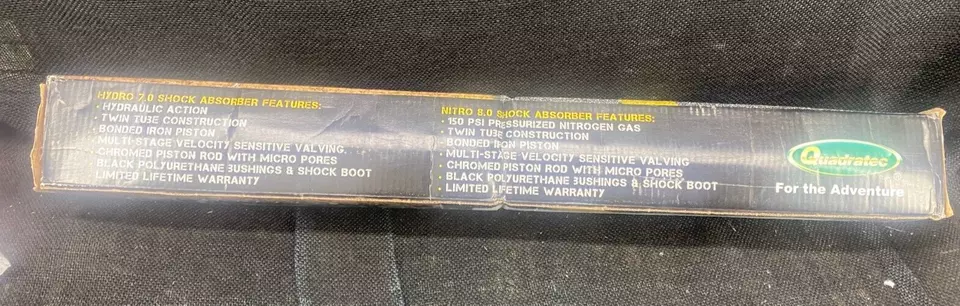 HYDRO 7.0 SHOCK ABSORBER FEATURES:
• HYDRAULIC ACTION
• TWIN TUBE CONSTRUCTION
• BONDED IRON PISTON
• MULTI-STAGE VELOCITY SENSITIVE VALVING
• CHROMED PISTON ROD WITH MICRO PORES
• BLACK POLYURETHANE BUSHINGS & SHOCK BOOT
• LIMITED LIFETIME WARRANTY
NITRO 8.0 SHOCK ABSORBER FEATURES:
• 150 PSI PRESSURIZED NITROGEN GAS
• TWIN TUBE CONSTRUCTION
• BONDED IRON PISTON
• MULTI-STAGE VELOCITY SENSITIVE VALVING
• CHROMED PISTON ROD WITH MICRO PORES
• BLACK POLYURETHANE BUSHINGS & SHOCK BOOT
• LIMITED LIFETIME WARRANTY
Quadratec
For the Adventure